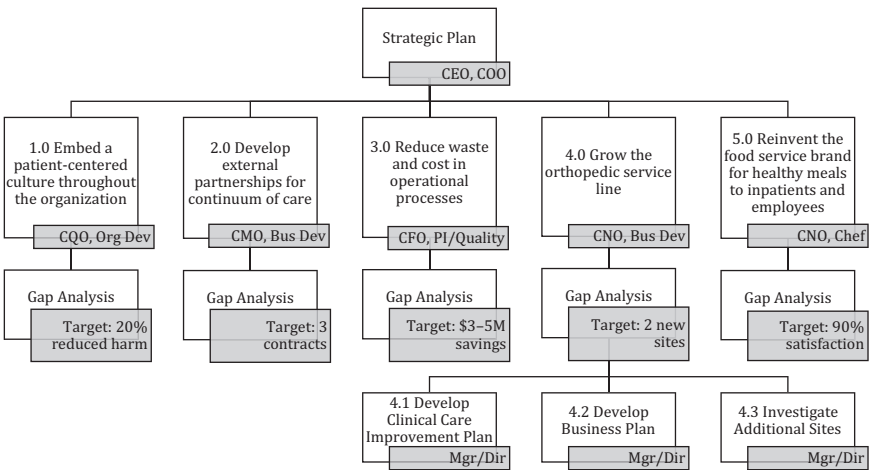 Strategic Plan
CEO, COO
1.0 Embed a
patient-centered
culture throughout
the organization
CQO, Org Dev
2.0 Develop
external
partnerships for
continuum of care
CMO, Bus Dev
3.0 Reduce waste
and cost in
operational
processes
CFO, PI/Quality
4.0 Grow the
orthopedic service
line
CNO, Bus Dev
5.0 Reinvent the
food service brand
for healthy meals
to inpatients and
employees
CNO, Chef
Gap Analysis
Target: 20%
reduced harm
Gap Analysis
Target: 3
contracts
Gap Analysis
Target: $3–5M
savings
Gap Analysis
Target: 2 new
sites
Gap Analysis
Target: 90%
satisfaction
4.1 Develop
Clinical Care
Improvement Plan
Mgr/Dir
4.2 Develop
Business Plan
Mgr/Dir
4.3 Investigate
Additional Sites
Mgr/Dir